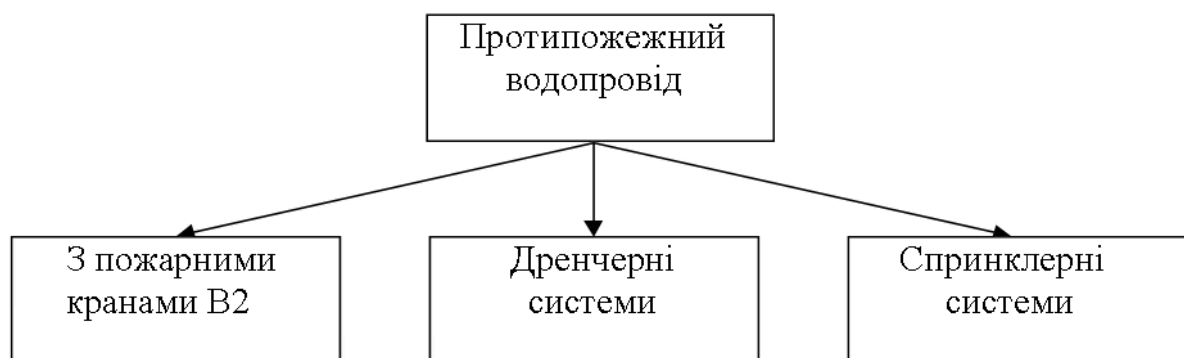 Протипожежний
водопровід
З пожарними
кранами В2
Дренчерні
системи
Спринклерні
системи